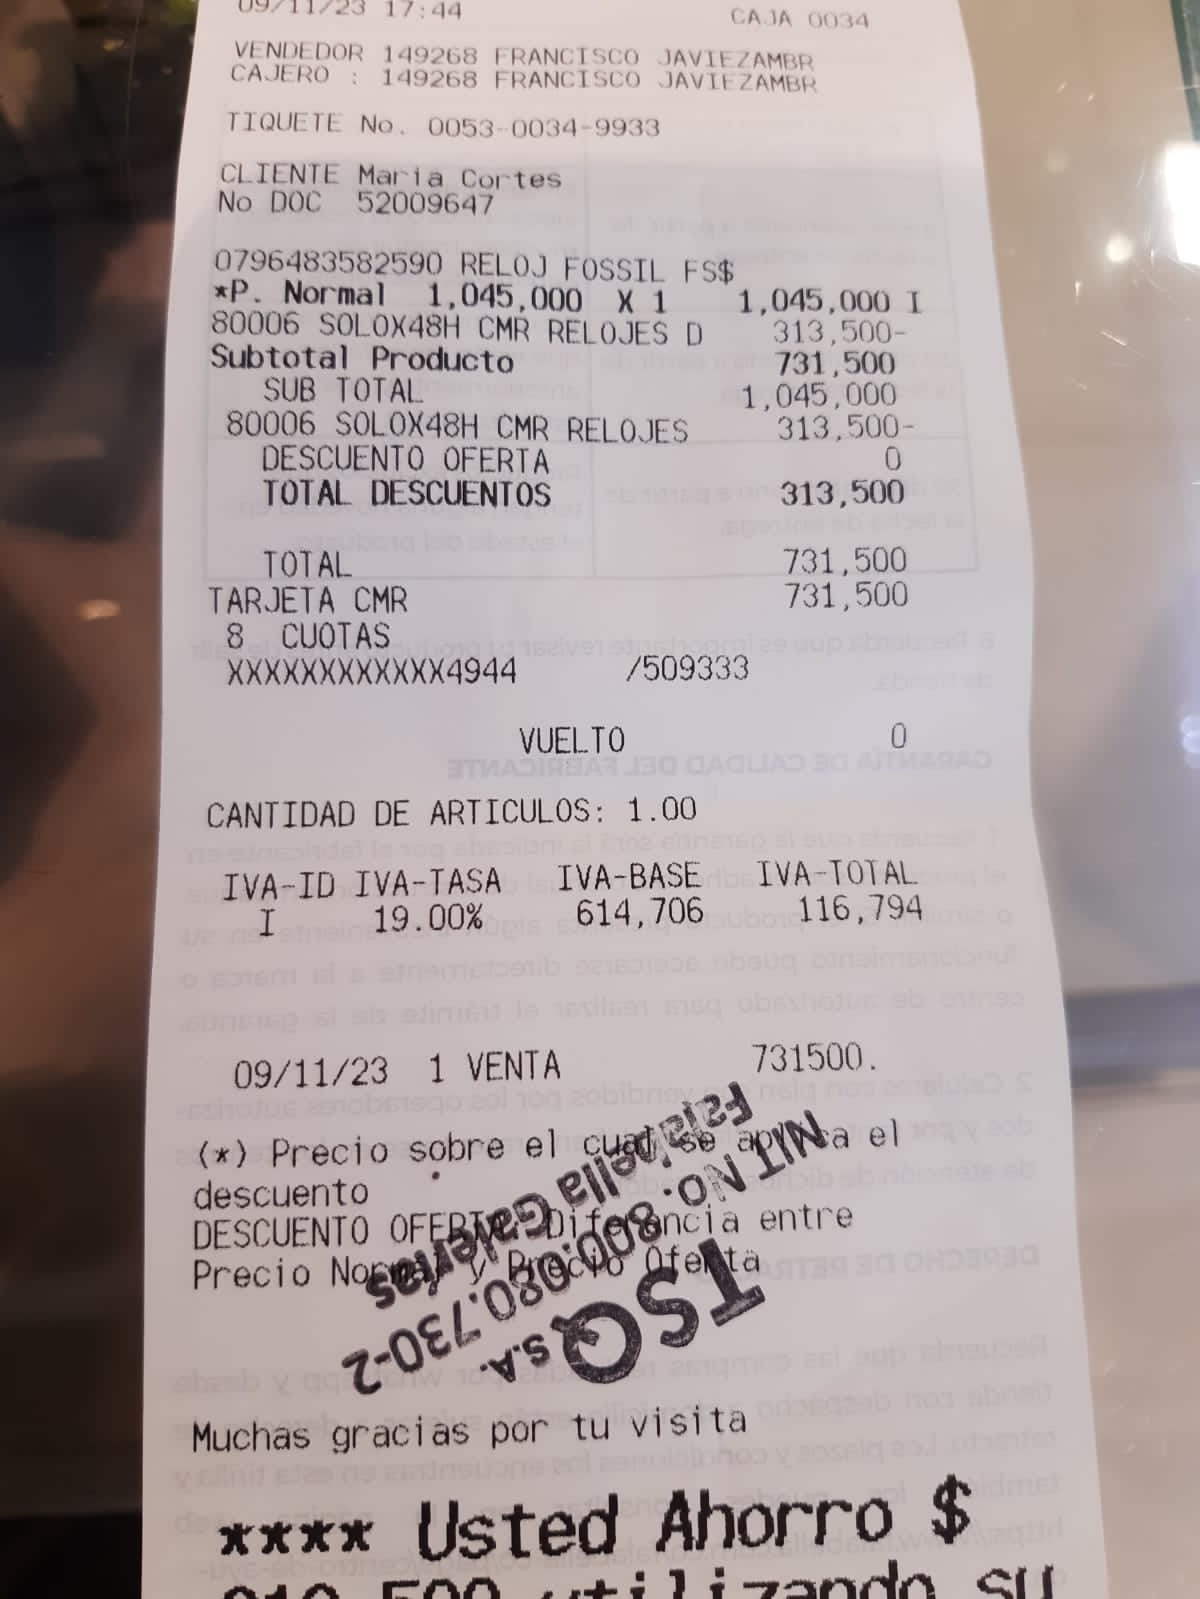 09/11/23 17:44 CAJA 0034
VENDEDOR 149268 FRANCISCO JAVIEZAMBR
CAJERO : 149268 FRANCISCO JAVIEZAMBR
TIQUETE No. 0053-0034-9933
CLIENTE Maria Cortes
No DOC 52009647
0796483582590 RELOJ FOSSIL FS$
*P. Normal 1,045,000 X 1 1,045,000 I
80006 SOLOX48H CMR RELOJES D 313,500-
Subtotal Producto 731,500
SUB TOTAL 1,045,000
80006 SOLOX48H CMR RELOJES 313,500-
DESCUENTO OFERTA 0
TOTAL DESCUENTOS 313,500
TOTAL 731,500
TARJETA CMR 731,500
8 CUOTAS
XXXXXXXXXXXX4944 /509333
VUELTO 0
CANTIDAD DE ARTICULOS: 1.00
IVA-ID IVA-TASA IVA-BASE IVA-TOTAL
I 19.00% 614,706 116,794
09/11/23 1 VENTA 731500.
(*) Precio sobre el cual se aplica el
descuento
DESCUENTO OFERTA: Diferencia entre
Precio Normal y Precio Oferta
TSQ S.A.
NIT No. 800.080.730-2
Falabella Galerías
Muchas gracias por tu visita
**** Usted Ahorro $
500 utilizando su